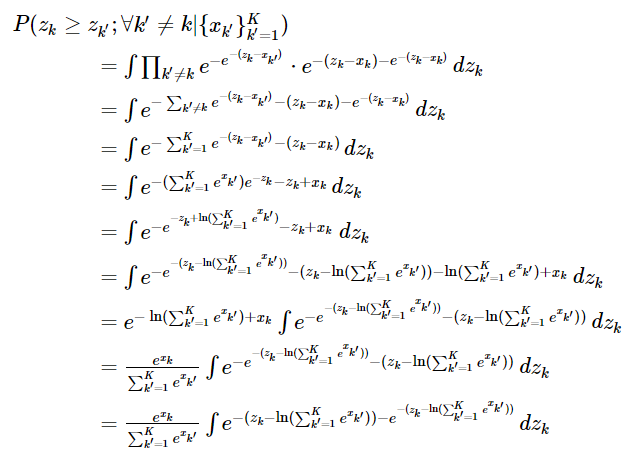 P(z_k ≥ z_{k'}; ∀k' ≠ k|{x_{k'}}_{k'=1}^K)
= ∫ ∏_{k'≠k} e^{-e^{-(z_k-x_{k'})}} · e^{-(z_k-x_k)-e^{-(z_k-x_k)}} dz_k
= ∫ e^{-∑_{k'≠k} e^{-(z_k-x_{k'})}-(z_k-x_k)-e^{-(z_k-x_k)}} dz_k
= ∫ e^{-∑_{k'=1}^K e^{-(z_k-x_{k'})}-(z_k-x_k)} dz_k
= ∫ e^{-(∑_{k'=1}^K e^{x_{k'}})e^{-z_k}-z_k+x_k} dz_k
= ∫ e^{-e^{-z_k+ln(∑_{k'=1}^K e^{x_{k'}})}-z_k+x_k} dz_k
= ∫ e^{-e^{-(z_k-ln(∑_{k'=1}^K e^{x_{k'}}))}-(z_k-ln(∑_{k'=1}^K e^{x_{k'}}))-ln(∑_{k'=1}^K e^{x_{k'}})+x_k} dz_k
= e^{-ln(∑_{k'=1}^K e^{x_{k'}})+x_k} ∫ e^{-e^{-(z_k-ln(∑_{k'=1}^K e^{x_{k'}}))}-(z_k-ln(∑_{k'=1}^K e^{x_{k'}}))} dz_k
= \frac{e^{x_k}}{∑_{k'=1}^K e^{x_{k'}}} ∫ e^{-e^{-(z_k-ln(∑_{k'=1}^K e^{x_{k'}}))}-(z_k-ln(∑_{k'=1}^K e^{x_{k'}}))} dz_k
= \frac{e^{x_k}}{∑_{k'=1}^K e^{x_{k'}}} ∫ e^{-(z_k-ln(∑_{k'=1}^K e^{x_{k'}}))-e^{-(z_k-ln(∑_{k'=1}^K e^{x_{k'}}))}} dz_k